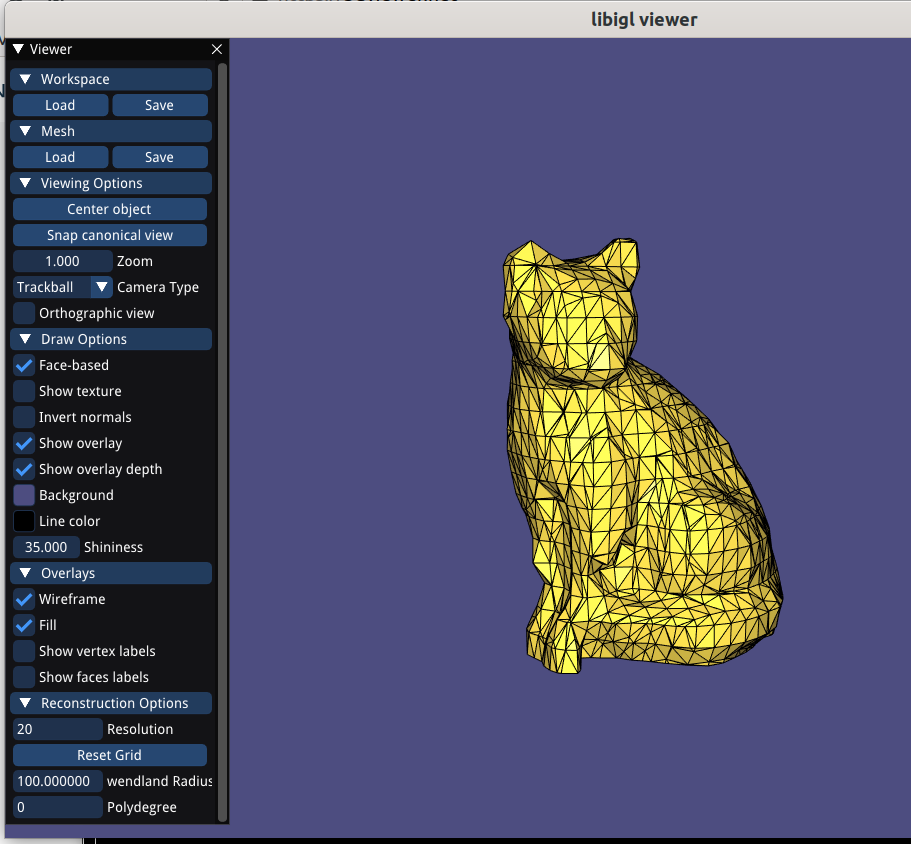 libigl viewer
Viewer
Workspace
Load Save
Mesh
Load Save
Viewing Options
Center object
Snap canonical view
1.000 Zoom
Trackball Camera Type
Orthographic view
Draw Options
Face-based
Show texture
Invert normals
Show overlay
Show overlay depth
Background
Line color
35.000 Shininess
Overlays
Wireframe
Fill
Show vertex labels
Show faces labels
Reconstruction Options
20 Resolution
Reset Grid
100.000000 wendland Radius
0 Polydegree